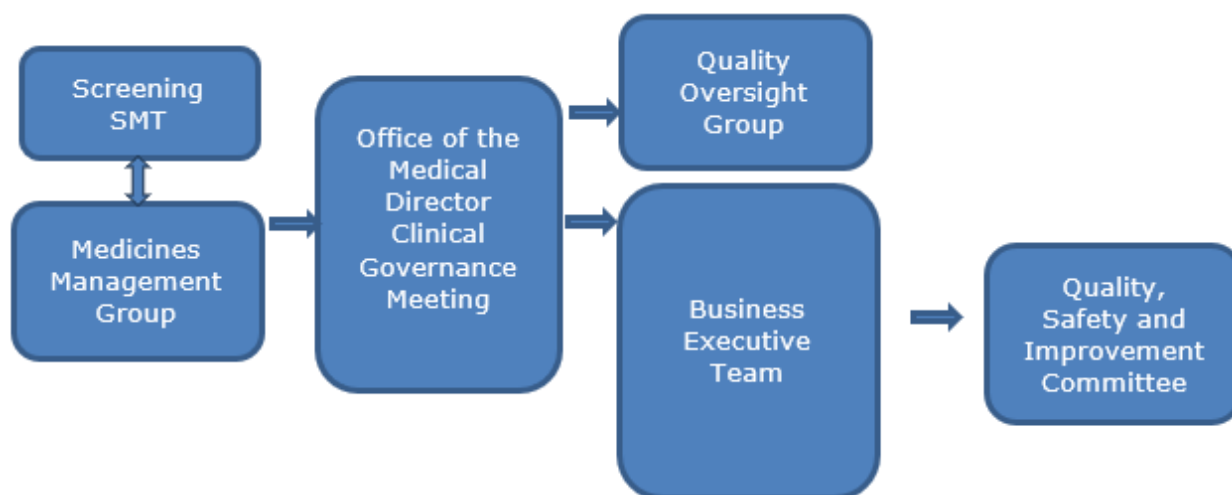 Screening
SMT
Medicines
Management
Group
Office of the
Medical
Director
Clinical
Governance
Meeting
Quality
Oversight
Group
Business
Executive
Team
Quality,
Safety and
Improvement
Committee